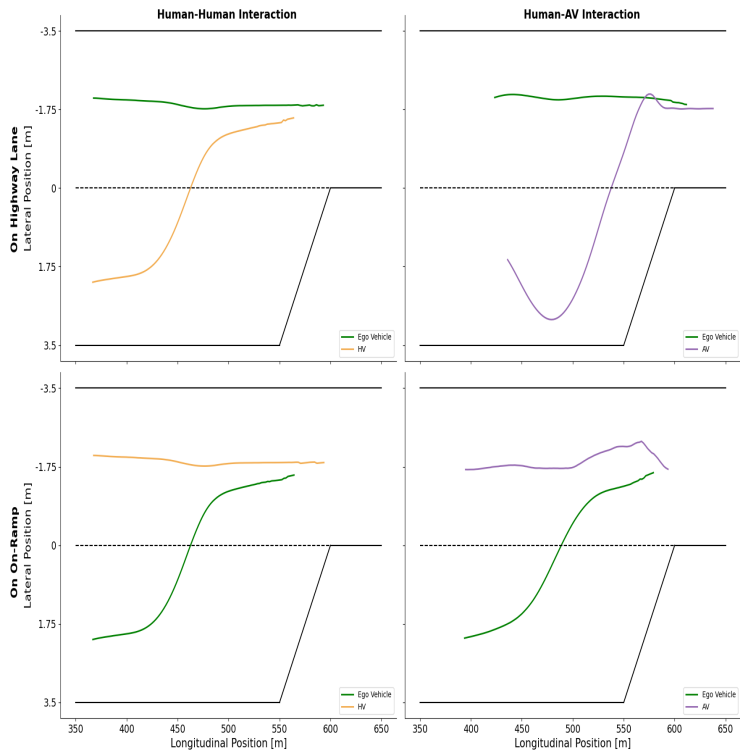 Human-Human Interaction
Human-AV Interaction
On Highway Lane
Lateral Position [m]
-3.5
-1.75
0
1.75
3.5
Ego Vehicle
HV
Ego Vehicle
AV
On On-Ramp
Lateral Position [m]
-3.5
-1.75
0
1.75
3.5
Ego Vehicle
HV
Ego Vehicle
AV
350 400 450 500 550 600 650
350 400 450 500 550 600 650
Longitudinal Position [m]
Longitudinal Position [m]